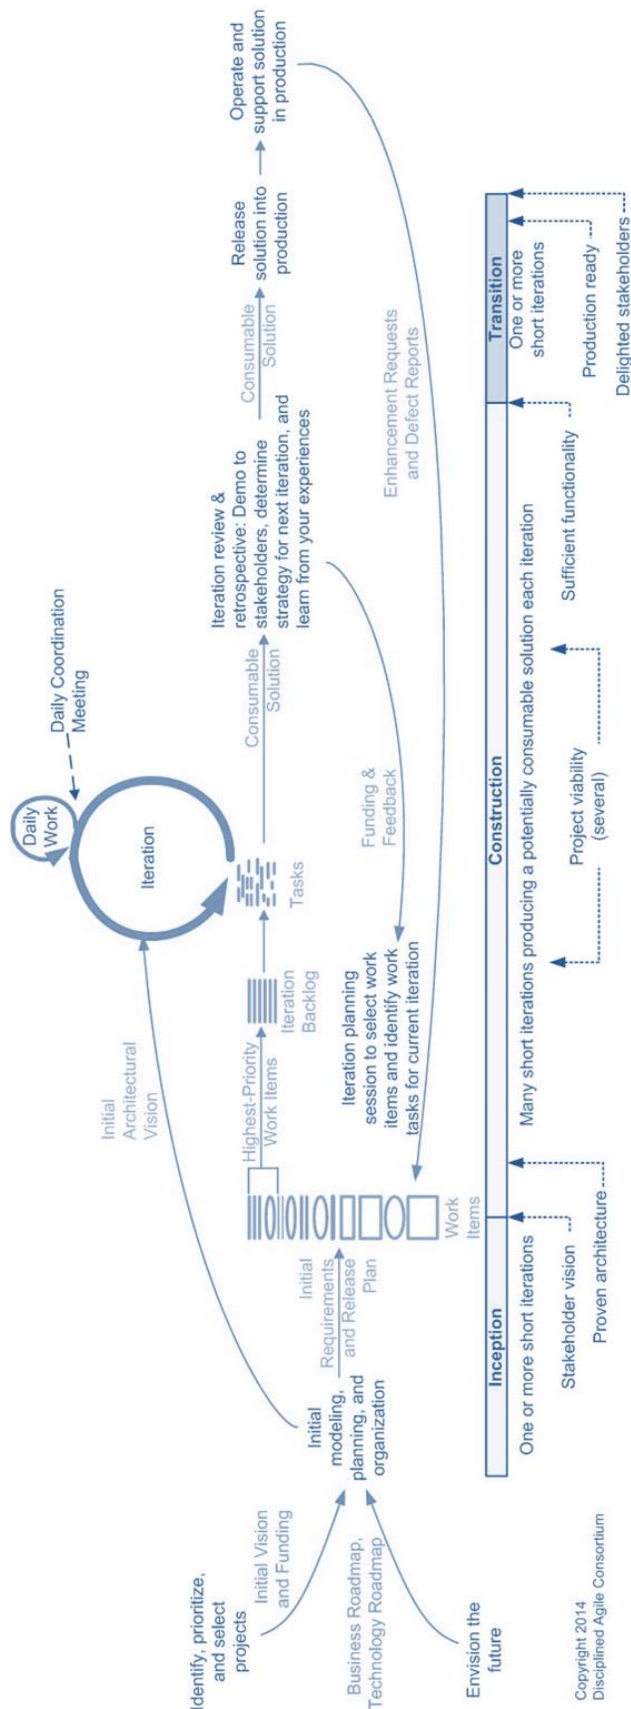 Identify, prioritize,
and select
projects
Initial Vision
and Funding
Business Roadmap,
Technology Roadmap
Envision the
future
Initial
modeling,
planning, and
organization
Initial
Architectural
Vision
Initial
Requirements
and Release
Plan
Work
Items
Highest-Priority
Work Items
Iteration
Backlog
Tasks
Iteration
Daily
Work
Daily Coordination
Meeting
Iteration planning
session to select work
items and identify work
tasks for current iteration
Funding &
Feedback
Consumable
Solution
Iteration review &
retrospective: Demo to
stakeholders, determine
strategy for next iteration, and
learn from your experiences
Consumable
Solution
Release
solution into
production
Operate and
support solution
in production
Enhancement Requests
and Defect Reports
Inception
Construction
Transition
One or more short iterations
Many short iterations producing a potentially consumable solution each iteration
One or more
short iterations
Stakeholder vision
Proven architecture
Project viability
(several)
Sufficient functionality
Production ready
Delighted stakeholders
Copyright 2014
Disciplined Agile Consortium